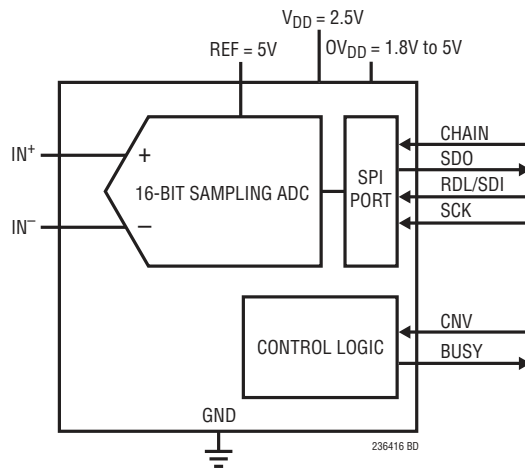 V_DD = 2.5V
REF = 5V
OV_DD = 1.8V to 5V
CHAIN
IN⁺
+
SDO
16-BIT SAMPLING ADC
SPI
PORT
RDL/SDI
IN⁻
−
SCK
CNV
CONTROL LOGIC
BUSY
GND
236416 BD